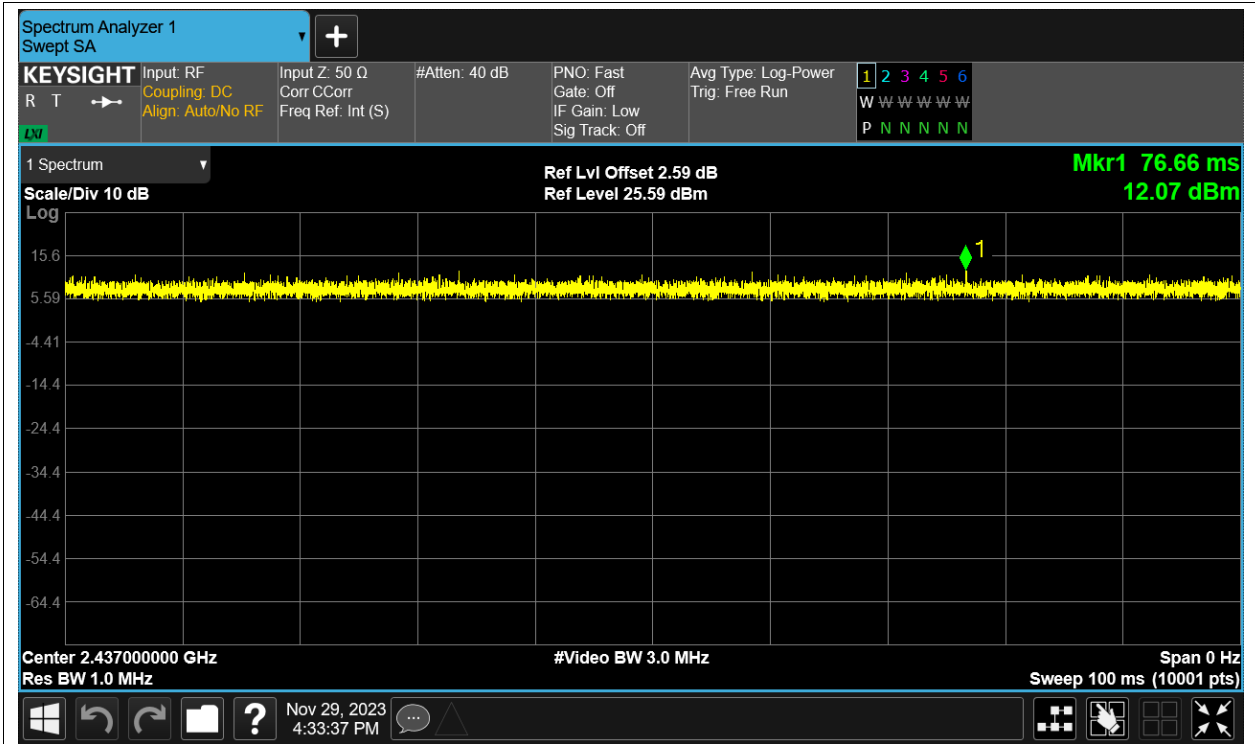 Spectrum Analyzer 1
Swept SA
KEYSIGHT
R T
LXI
Input: RF
Coupling: DC
Align: Auto/No RF
Input Z: 50 Ω
Corr CCorr
Freq Ref: Int (S)
#Atten: 40 dB
PNO: Fast
Gate: Off
IF Gain: Low
Sig Track: Off
Avg Type: Log-Power
Trig: Free Run
1 2 3 4 5 6
W W W W W W
P N N N N N
1 Spectrum
Scale/Div 10 dB
Log
Ref Lvl Offset 2.59 dB
Ref Level 25.59 dBm
Mkr1 76.66 ms
12.07 dBm
1
15.6
5.59
-4.41
-14.4
-24.4
-34.4
-44.4
-54.4
-64.4
Center 2.437000000 GHz
#Video BW 3.0 MHz
Span 0 Hz
Res BW 1.0 MHz
Sweep 100 ms (10001 pts)
?
Nov 29, 2023
4:33:37 PM